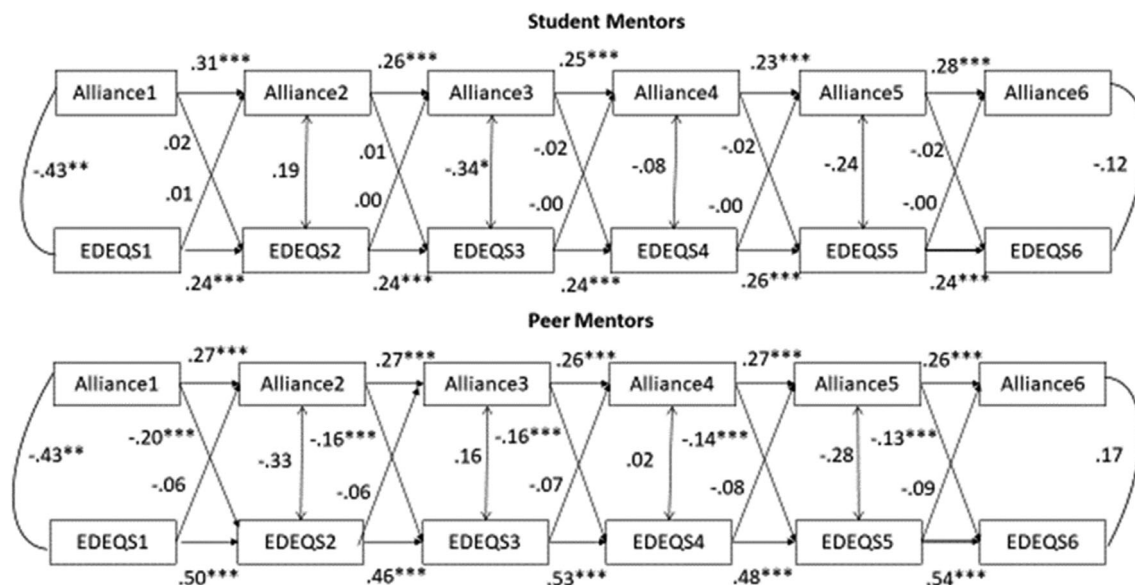 Student Mentors
.31*** .26*** .25*** .23*** .28***
Alliance1 Alliance2 Alliance3 Alliance4 Alliance5 Alliance6
.02 .01 -.02 -.02 -.02
-.43** .19 -.34* -.08 -.24 -.12
.01 .00 -.00 -.00 -.00
EDEQS1 EDEQS2 EDEQS3 EDEQS4 EDEQS5 EDEQS6
.24*** .24*** .24*** .26*** .24***
Peer Mentors
.27*** .27*** .26*** .27*** .26***
Alliance1 Alliance2 Alliance3 Alliance4 Alliance5 Alliance6
-.20*** -.16*** -.16*** -.14*** -.13***
-.43** -.33 .16 .02 -.28 .17
-.06 -.06 -.07 -.08 -.09
EDEQS1 EDEQS2 EDEQS3 EDEQS4 EDEQS5 EDEQS6
.50*** .46*** .53*** .48*** .54***